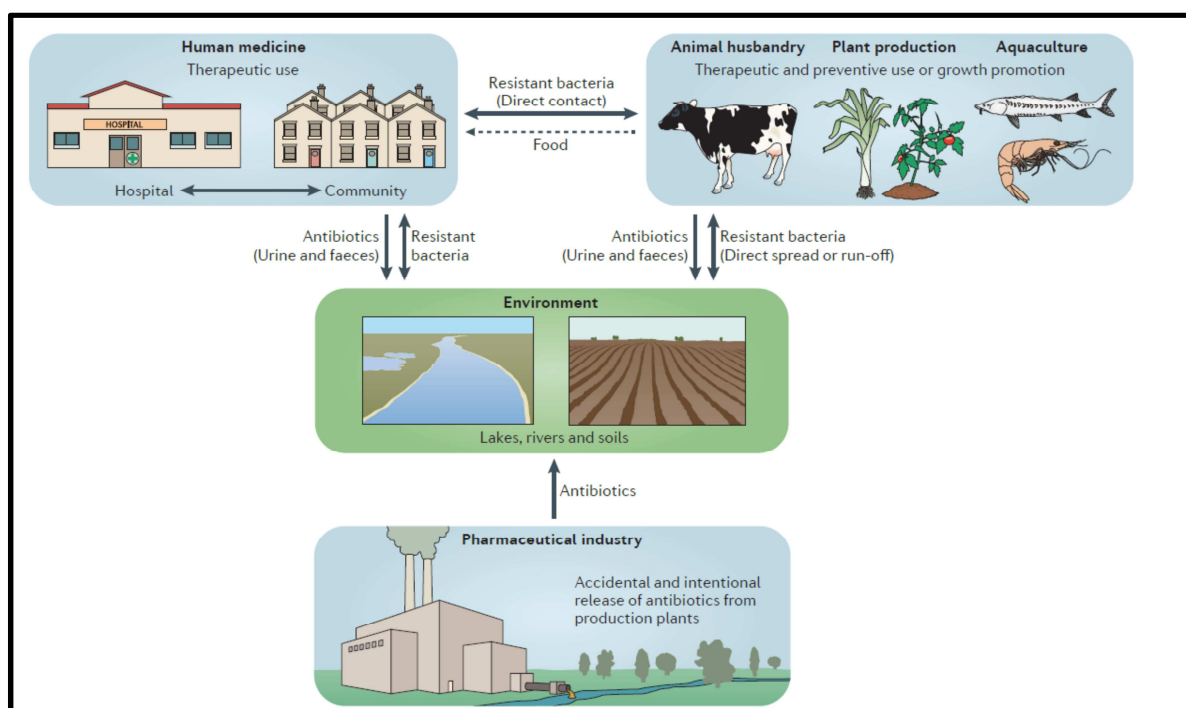 Human medicine
Therapeutic use
HOSPITAL
Hospital
Community
Resistant bacteria
(Direct contact)
Food
Animal husbandry
Plant production
Aquaculture
Therapeutic and preventive use or growth promotion
Antibiotics
(Urine and faeces)
Resistant
bacteria
Antibiotics
(Urine and faeces)
Resistant bacteria
(Direct spread or run-off)
Environment
Lakes, rivers and soils
Antibiotics
Pharmaceutical industry
Accidental and intentional
release of antibiotics from
production plants